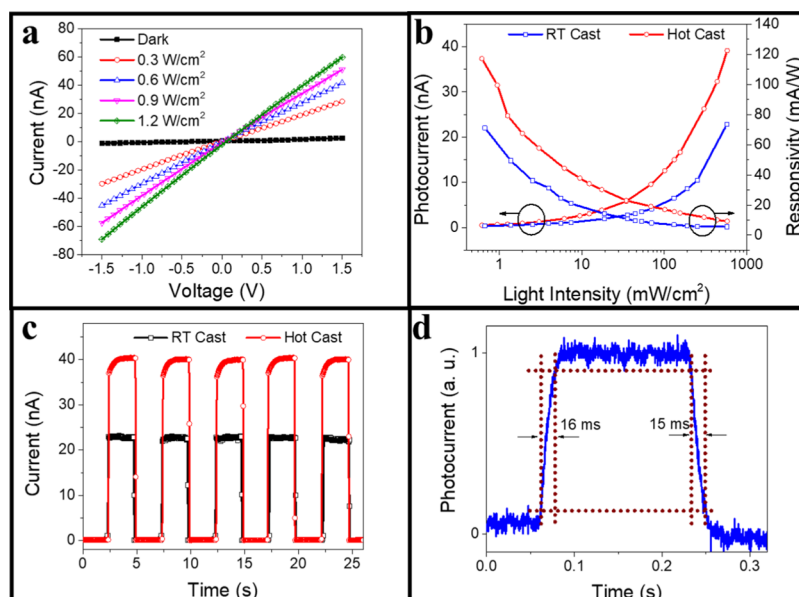 a
Dark
0.3 W/cm²
0.6 W/cm²
0.9 W/cm²
1.2 W/cm²
80
60
40
20
0
-20
-40
-60
-80
Current (nA)
-1.5 -1.0 -0.5 0.0 0.5 1.0 1.5
Voltage (V)
b
RT Cast Hot Cast
40
30
20
10
0
Photocurrent (nA)
140
120
100
80
60
40
20
0
Responsivity (mA/W)
1 10 100 1000
Light Intensity (mW/cm²)
c
RT Cast Hot Cast
50
40
30
20
10
0
Current (nA)
0 5 10 15 20 25
Time (s)
d
1
0
Photocurrent (a. u.)
16 ms 15 ms
0.0 0.1 0.2 0.3
Time (s)